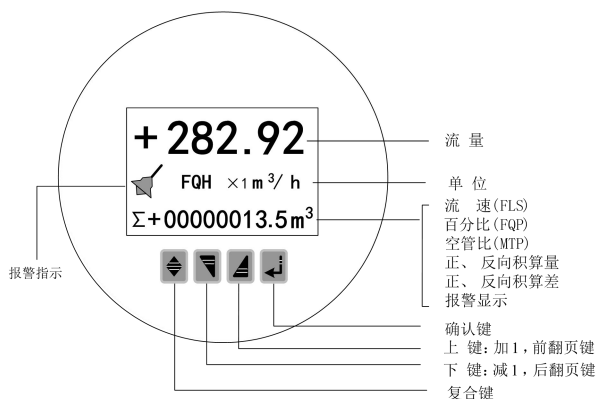 +282.92
流 量
FQH ×1m³/h
单 位
Σ+00000013.5m³
流 速(FLS)
百分比(FQP)
空管比(MTP)
正、反向积算量
正、反向积算差
报警显示
报警指示
确认键
上 键:加1,前翻页键
下 键:减1,后翻页键
复合键